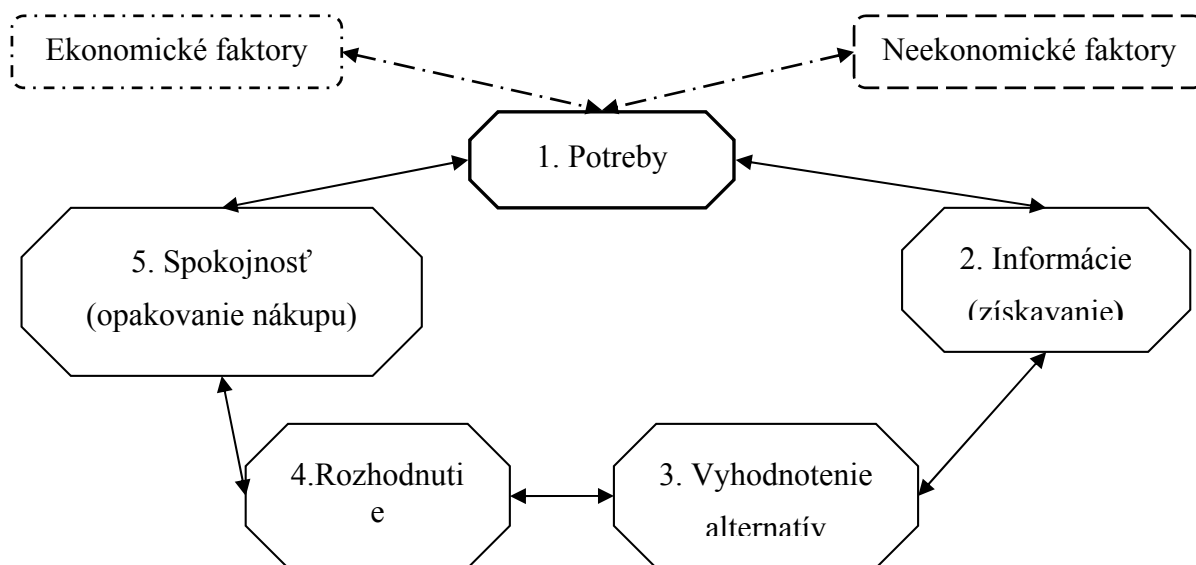 Ekonomické faktory
Neekonomické faktory
1. Potreby
5. Spokojnosť
(opakovanie nákupu)
2. Informácie
(získavanie)
4.Rozhodnuti
e
3. Vyhodnotenie
alternatív